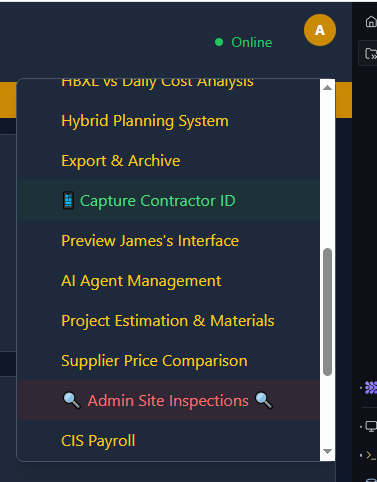 A
Online
HBXL vs Daily Cost Analysis
Hybrid Planning System
Export & Archive
📱 Capture Contractor ID
Preview James's Interface
AI Agent Management
Project Estimation & Materials
Supplier Price Comparison
🔍 Admin Site Inspections 🔍
CIS Payroll